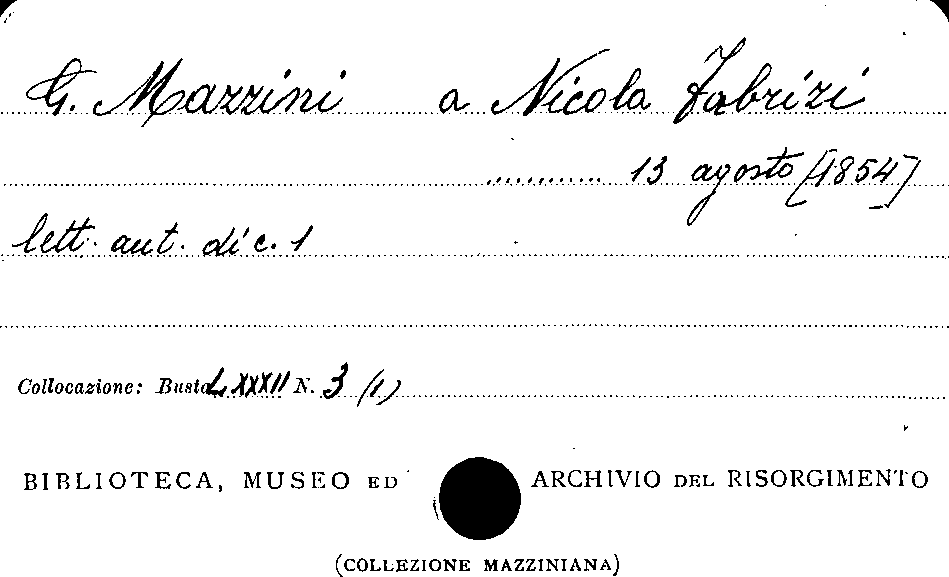 G. Mazzini a Nicola Fabrizi
............ 13 agosto [1854]
lett. aut. di c. 1
Collocazione: Busta LXXXII N. 3 (1)
BIBLIOTECA, MUSEO ED ARCHIVIO DEL RISORGIMENTO
(COLLEZIONE MAZZINIANA)